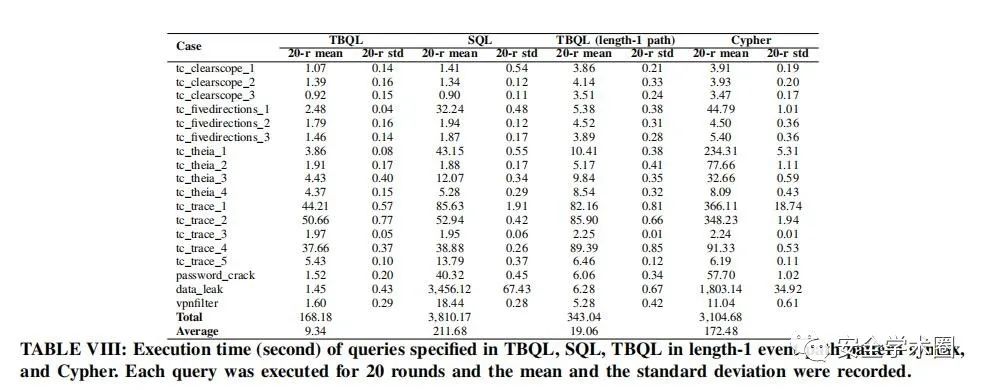 Case TBQL SQL TBQL (length-1 path) Cypher
20-r mean 20-r std 20-r mean 20-r std 20-r mean 20-r std 20-r mean 20-r std
tc_clearscope_1 1.07 0.14 1.41 0.54 3.86 0.21 3.91 0.19
tc_clearscope_2 1.39 0.16 1.34 0.12 4.14 0.33 3.93 0.20
tc_clearscope_3 0.92 0.15 0.90 0.11 3.51 0.24 3.47 0.17
tc_fivedirections_1 2.48 0.04 32.24 0.48 5.38 0.38 44.79 1.01
tc_fivedirections_2 1.79 0.16 1.94 0.12 4.52 0.31 4.50 0.36
tc_fivedirections_3 1.46 0.14 1.87 0.17 3.89 0.28 5.40 0.36
tc_theia_1 3.86 0.08 43.15 0.55 10.41 0.38 234.31 5.31
tc_theia_2 1.91 0.17 1.88 0.17 5.17 0.41 77.66 1.11
tc_theia_3 4.43 0.40 12.07 0.34 9.84 0.35 32.66 0.59
tc_theia_4 4.37 0.15 5.28 0.29 8.54 0.32 8.09 0.43
tc_trace_1 44.21 0.57 85.63 1.91 82.16 0.81 366.11 18.74
tc_trace_2 50.66 0.77 52.94 0.42 85.90 0.66 348.23 1.94
tc_trace_3 1.97 0.05 1.95 0.06 2.25 0.01 2.24 0.01
tc_trace_4 37.66 0.37 38.88 0.26 89.39 0.85 91.33 0.53
tc_trace_5 5.43 0.10 13.79 0.37 6.46 0.12 6.19 0.11
password_crack 1.52 0.20 40.32 0.45 6.06 0.34 57.70 1.02
data_leak 1.45 0.43 3,456.12 67.43 6.28 0.67 1,803.14 34.92
vpnfilter 1.60 0.29 18.44 0.28 5.28 0.42 11.04 0.61
Total 168.18 3,810.17 343.04 3,104.68
Average 9.34 211.68 19.06 172.48
TABLE VIII: Execution time (second) of queries specified in TBQL, SQL, TBQL in length-1 event
and Cypher. Each query was executed for 20 rounds and the mean and the standard deviation were recorded.
安全学术圈